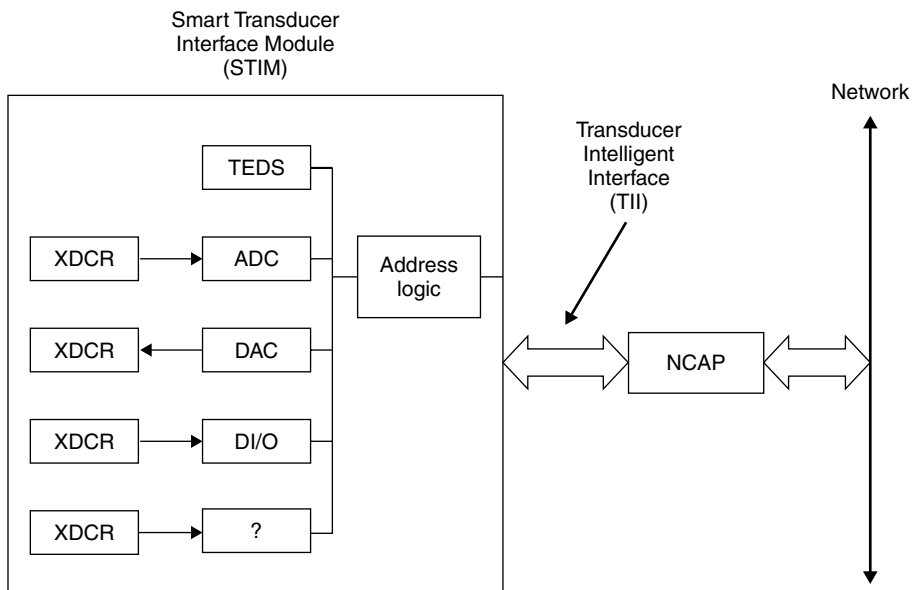 Smart Transducer
Interface Module
(STIM)
Network
Transducer
Intelligent
Interface
(TII)
TEDS
XDCR
ADC
Address
logic
XDCR
DAC
NCAP
XDCR
DI/O
XDCR
?